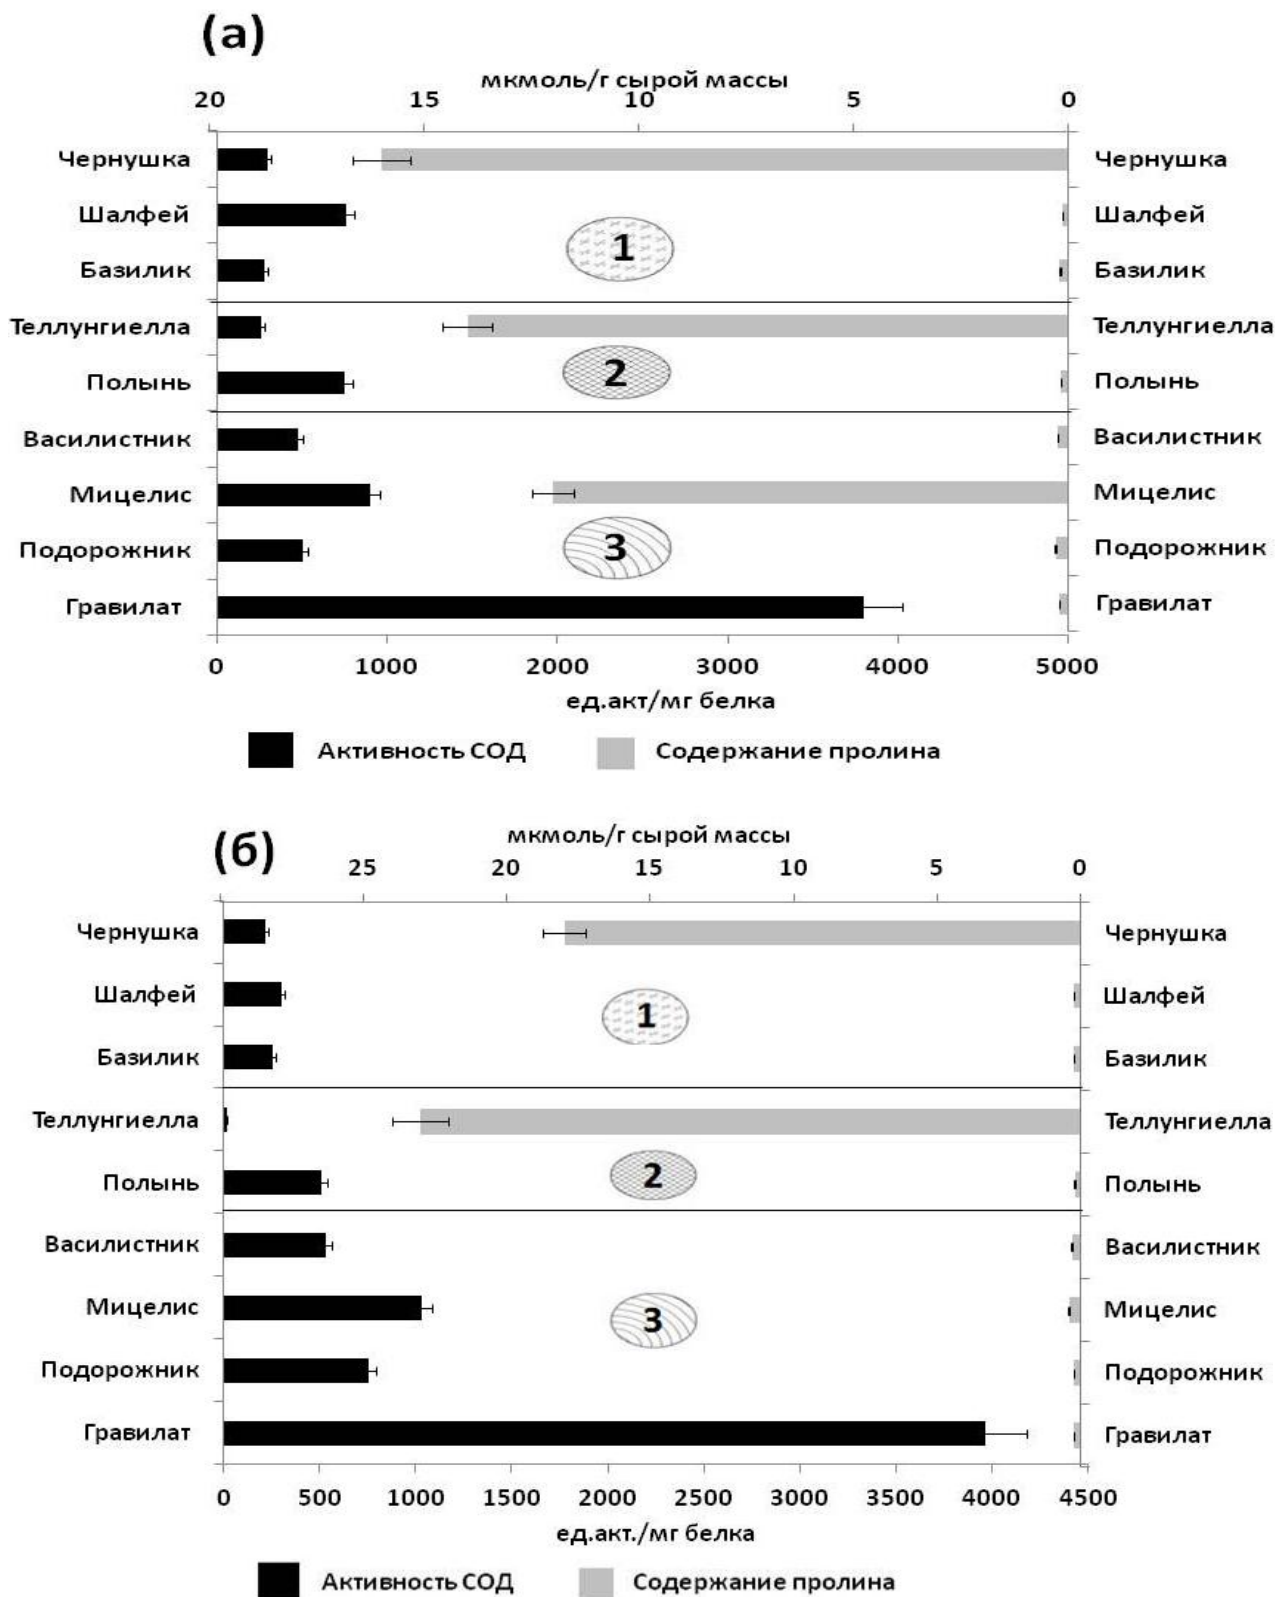 (а)
мкмоль/г сырой массы
20 15 10 5 0
Чернушка Чернушка
Шалфей Шалфей
1
Базилик Базилик
Теллунгиелла Теллунгиелла
2
Полынь Полынь
Василистник Василистник
Мицелис Мицелис
3
Подорожник Подорожник
Гравилат Гравилат
0 1000 2000 3000 4000 5000
ед.акт/мг белка
Активность СОД Содержание пролина
(б)
мкмоль/г сырой массы
25 20 15 10 5 0
Чернушка Чернушка
Шалфей Шалфей
1
Базилик Базилик
Теллунгиелла Теллунгиелла
2
Полынь Полынь
Василистник Василистник
Мицелис Мицелис
3
Подорожник Подорожник
Гравилат Гравилат
0 500 1000 1500 2000 2500 3000 3500 4000 4500
ед.акт./мг белка
Активность СОД Содержание пролина